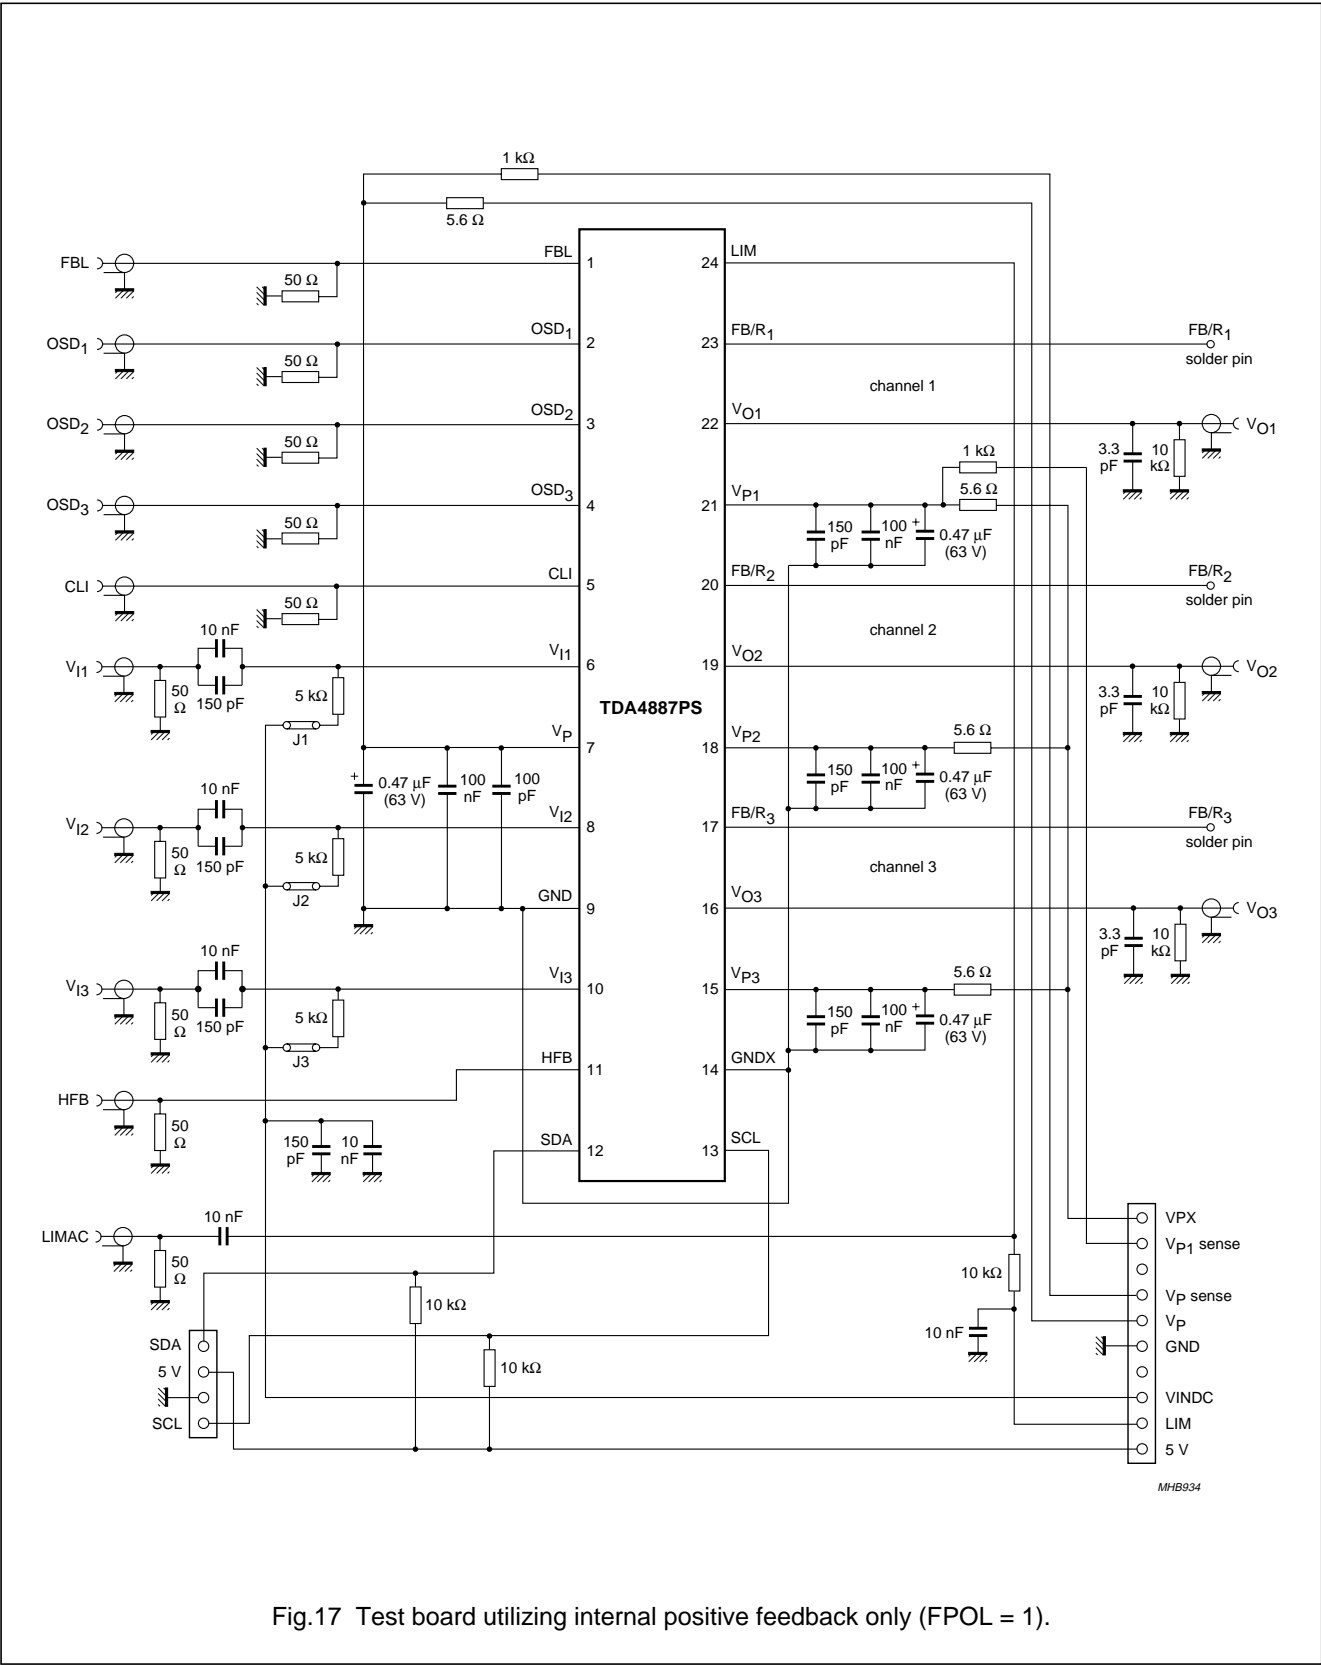 1 kΩ
5.6 Ω
FBL
FBL
1
24
LIM
50 Ω
OSD1
OSD1
2
23
FB/R1
FB/R1
solder pin
50 Ω
channel 1
OSD2
OSD2
3
22
VO1
VO1
50 Ω
3.3 pF
10 kΩ
1 kΩ
OSD3
OSD3
4
21
VP1
5.6 Ω
50 Ω
150 pF
100 nF
+
0.47 μF
(63 V)
CLI
CLI
5
20
FB/R2
FB/R2
solder pin
50 Ω
channel 2
10 nF
VI1
VI1
6
19
VO2
VO2
50 Ω
150 pF
5 kΩ
3.3 pF
10 kΩ
J1
TDA4887PS
VP
7
18
VP2
5.6 Ω
+
0.47 μF
(63 V)
100 nF
100 pF
150 pF
100 nF
+
0.47 μF
(63 V)
10 nF
VI2
VI2
8
17
FB/R3
FB/R3
solder pin
50 Ω
150 pF
5 kΩ
channel 3
J2
GND
9
16
VO3
VO3
3.3 pF
10 kΩ
10 nF
VI3
VI3
10
15
VP3
5.6 Ω
50 Ω
150 pF
5 kΩ
150 pF
100 nF
+
0.47 μF
(63 V)
J3
HFB
HFB
11
14
GNDX
50 Ω
150 pF
10 nF
SDA
12
13
SCL
LIMAC
10 nF
50 Ω
10 kΩ
10 kΩ
10 kΩ
10 nF
SDA
5 V
SCL
VPX
VP1 sense
VP sense
VP
GND
VINDC
LIM
5 V
MHB934
Fig.17 Test board utilizing internal positive feedback only (FPOL = 1).